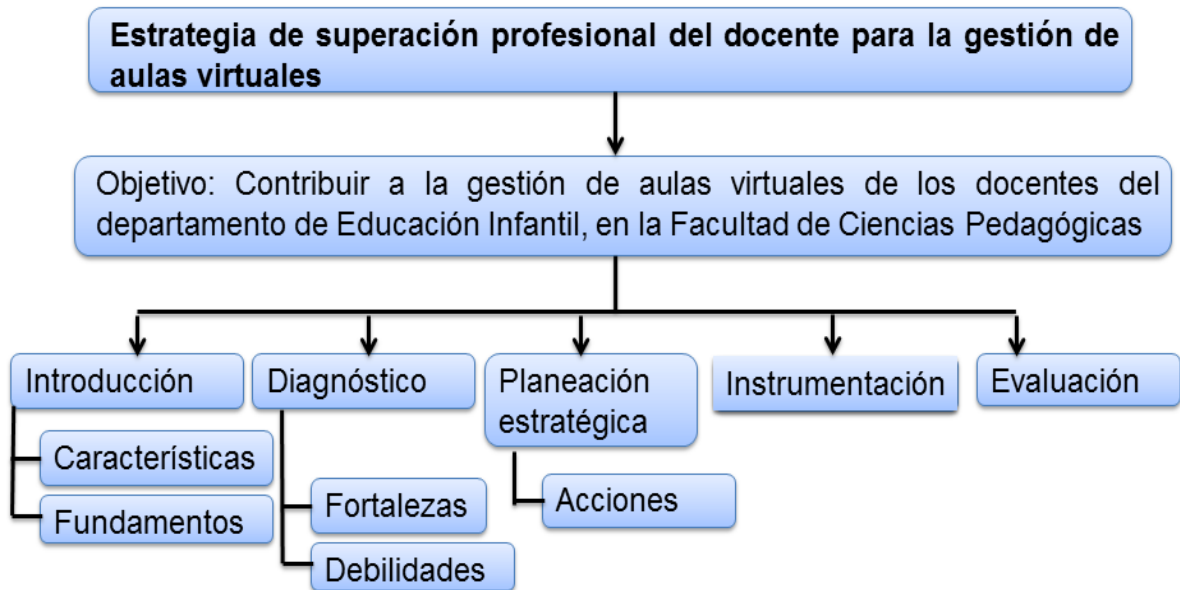 Estrategia de superación profesional del docente para la gestión de
aulas virtuales
Objetivo: Contribuir a la gestión de aulas virtuales de los docentes del
departamento de Educación Infantil, en la Facultad de Ciencias Pedagógicas
Introducción
Características
Fundamentos
Diagnóstico
Fortalezas
Debilidades
Planeación
estratégica
Acciones
Instrumentación
Evaluación